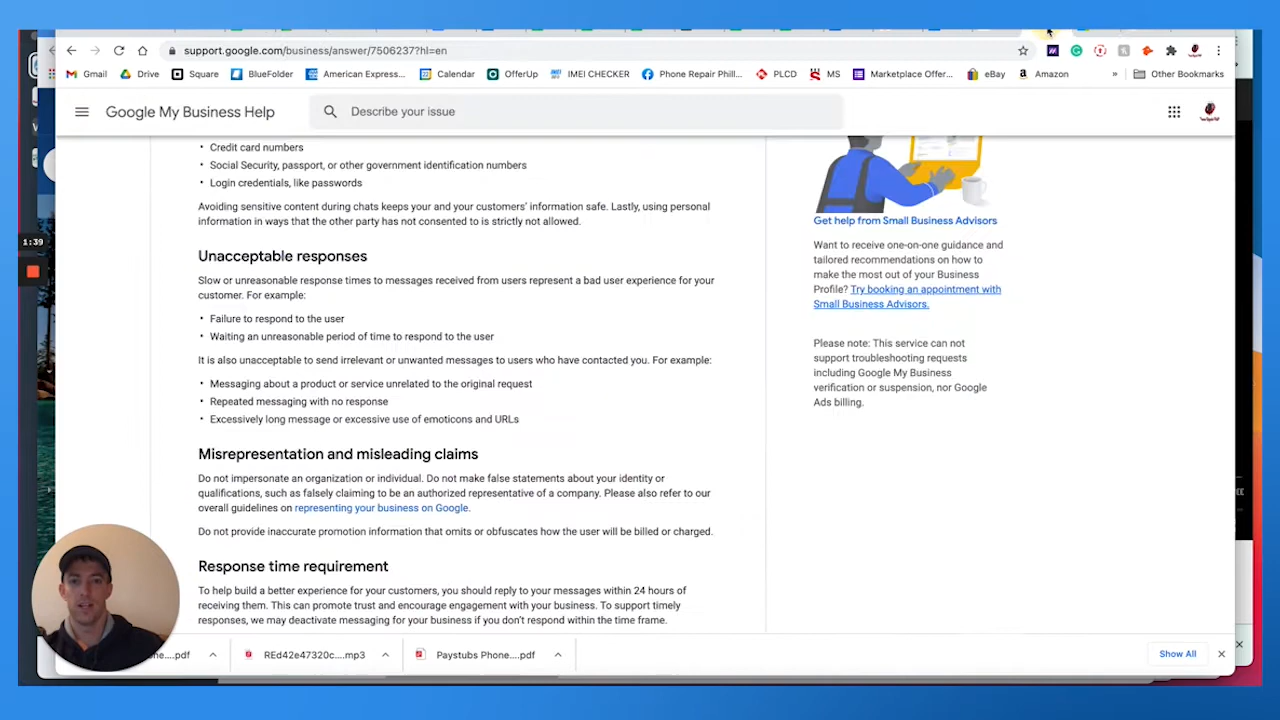 support.google.com/business/answer/7506237?hl=en
Gmail Drive Square BlueFolder American Express... Calendar OfferUp IMEI CHECKER Phone Repair Phill... PLCD MS Marketplace Offer... eBay Amazon » Other Bookmarks
Google My Business Help
Describe your issue
• Credit card numbers
• Social Security, passport, or other government identification numbers
• Login credentials, like passwords
Avoiding sensitive content during chats keeps your and your customers' information safe. Lastly, using personal
information in ways that the other party has not consented to is strictly not allowed.
Unacceptable responses
Slow or unreasonable response times to messages received from users represent a bad user experience for your
customer. For example:
• Failure to respond to the user
• Waiting an unreasonable period of time to respond to the user
It is also unacceptable to send irrelevant or unwanted messages to users who have contacted you. For example:
• Messaging about a product or service unrelated to the original request
• Repeated messaging with no response
• Excessively long message or excessive use of emoticons and URLs
Misrepresentation and misleading claims
Do not impersonate an organization or individual. Do not make false statements about your identity or
qualifications, such as falsely claiming to be an authorized representative of a company. Please also refer to our
overall guidelines on representing your business on Google.
Do not provide inaccurate promotion information that omits or obfuscates how the user will be billed or charged.
Response time requirement
To help build a better experience for your customers, you should reply to your messages within 24 hours of
receiving them. This can promote trust and encourage engagement with your business. To support timely
responses, we may deactivate messaging for your business if you don't respond within the time frame.
Get help from Small Business Advisors
Want to receive one-on-one guidance and
tailored recommendations on how to
make the most out of your Business
Profile? Try booking an appointment with
Small Business Advisors.
Please note: This service can not
support troubleshooting requests
including Google My Business
verification or suspension, nor Google
Ads billing.
1:39
ne....pdf
REd42e47320c....mp3
Paystubs Phone....pdf
Show All